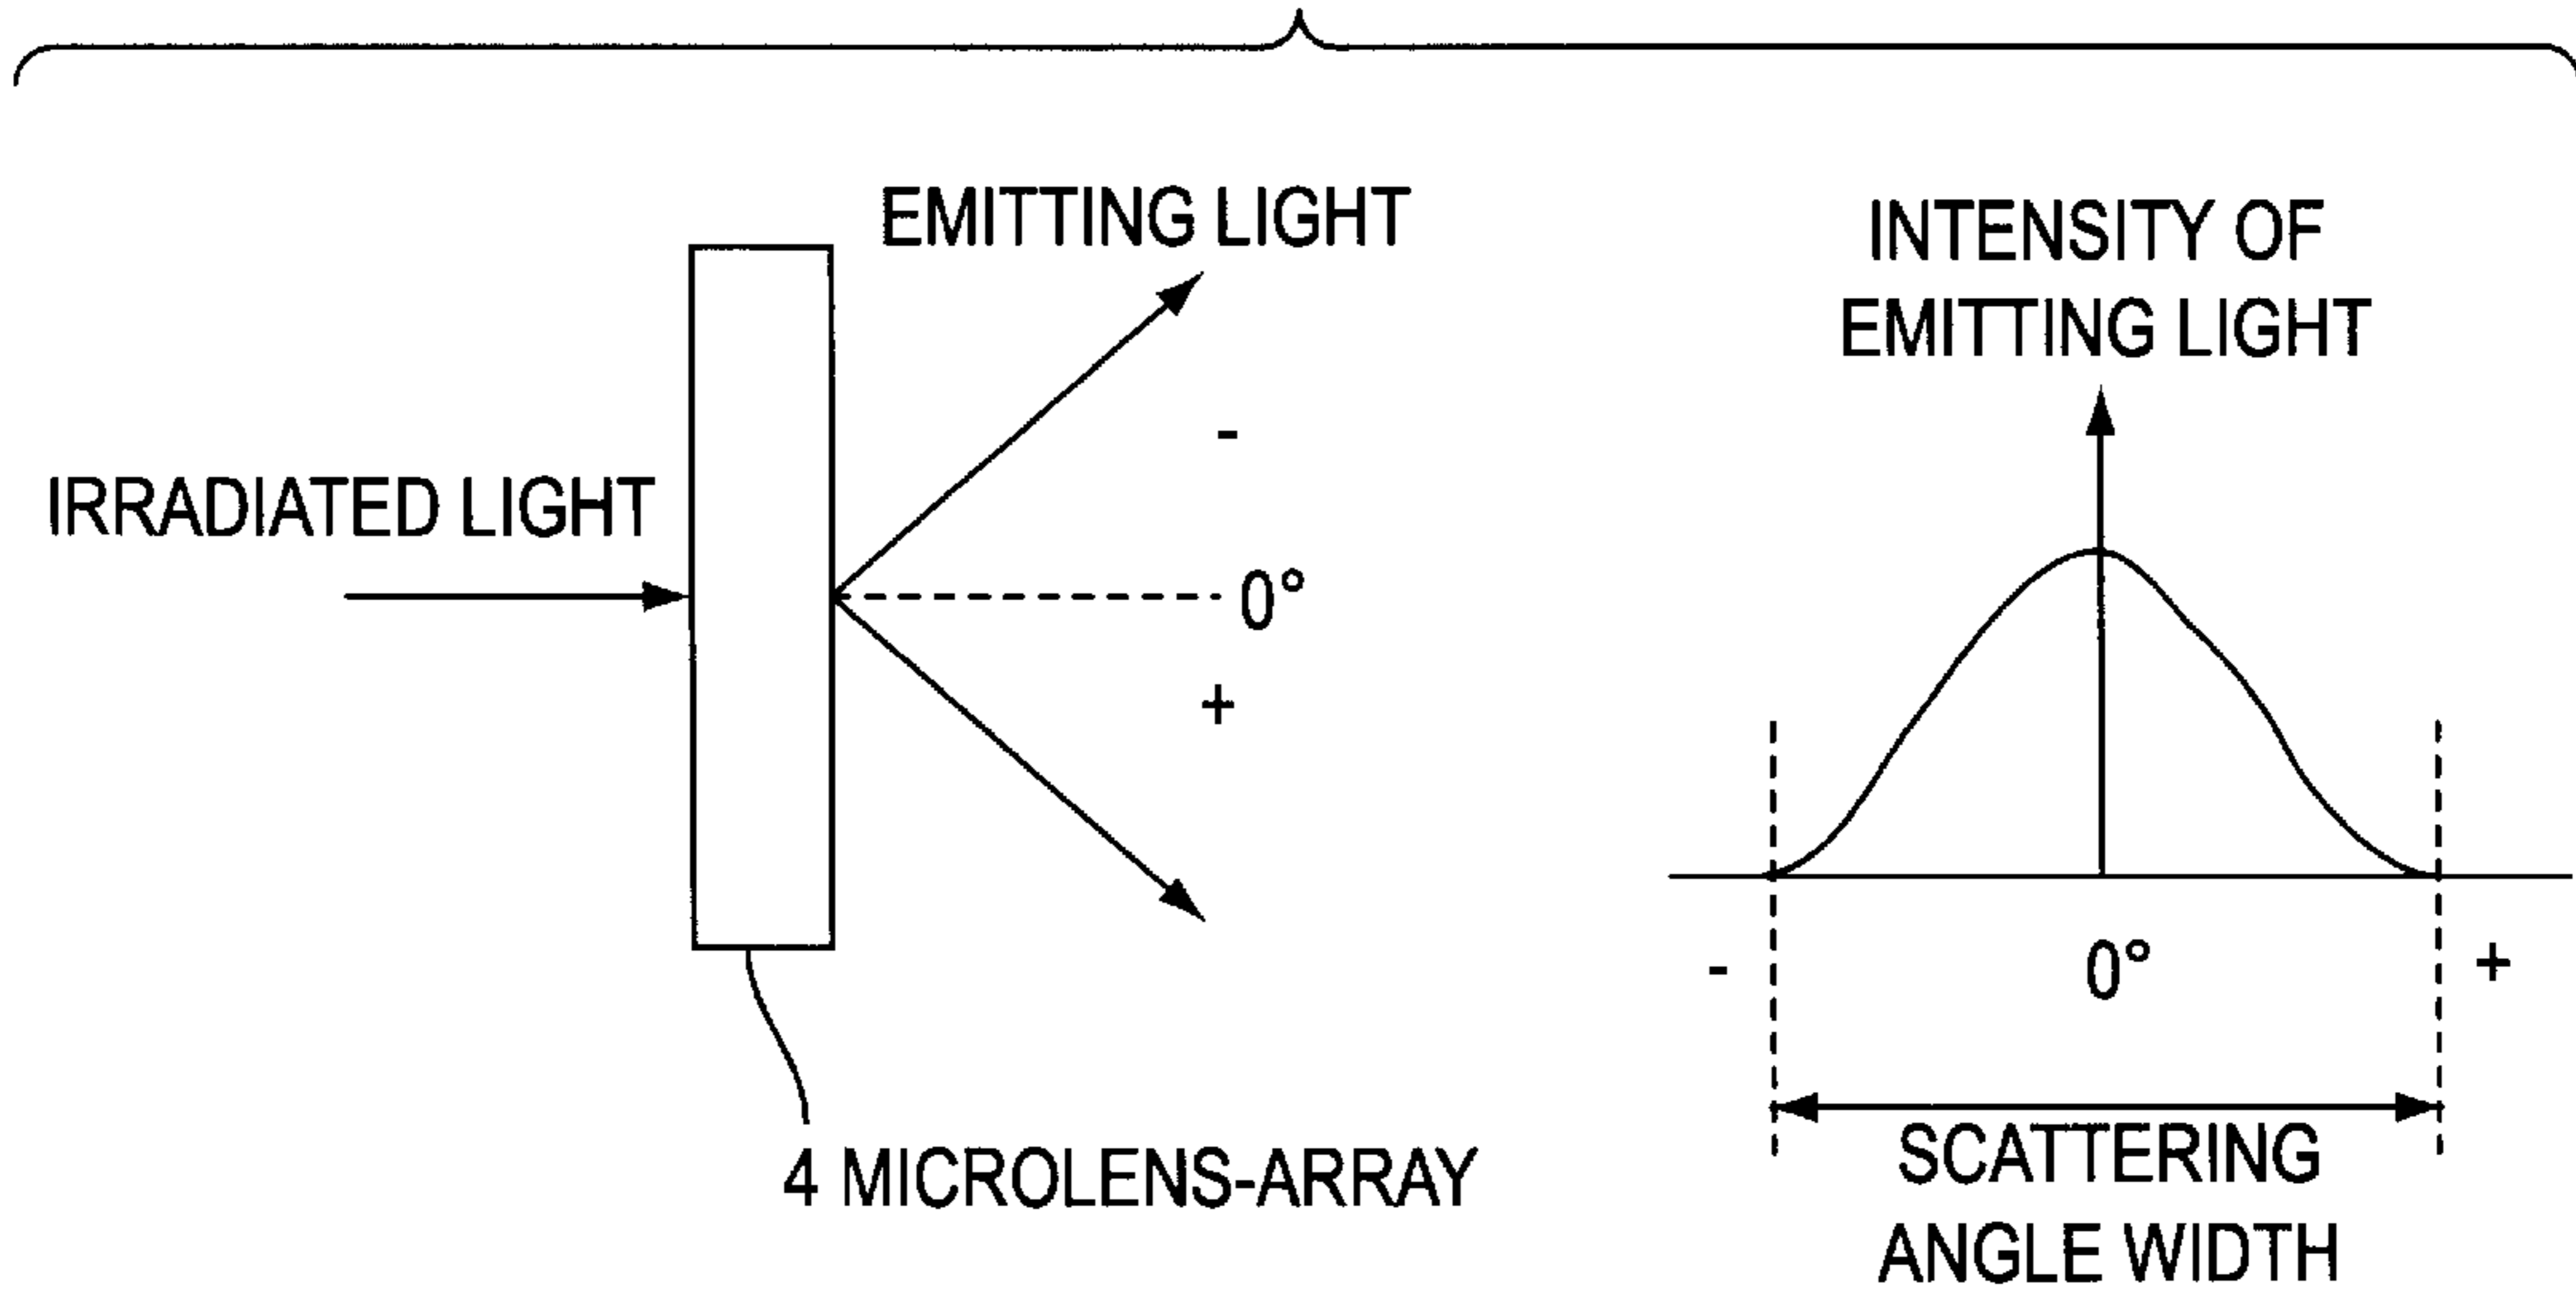 EMITTING LIGHT
-
IRRADIATED LIGHT
0°
+
4 MICROLENS-ARRAY
INTENSITY OF
EMITTING LIGHT
-
0°
+
SCATTERING
ANGLE WIDTH